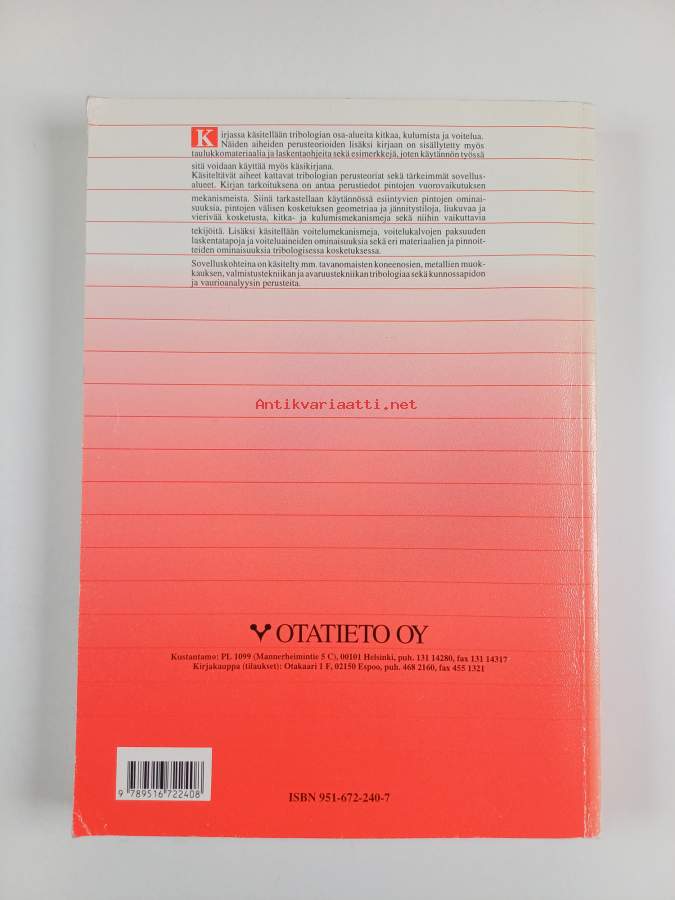 Kirjassa käsitellään tribologian osa-alueita kitkaa, kulumista ja voitelua.
Näiden aiheiden perusteorioiden lisäksi kirjaan on sisällytetty myös
taulukkomateriaalia ja laskentaohjeita sekä esimerkkejä, joten käytännön työssä
sitä voidaan käyttää myös käsikirjana.
Käsiteltävät aiheet kattavat tribologian perusteoriat sekä tärkeimmät sovellus-
alueet. Kirjan tarkoituksena on antaa perustiedot pintojen vuorovaikutuksen
mekanismeista. Siinä tarkastellaan käytännössä esiintyvien pintojen ominai-
suuksia, pintojen välisen kosketuksen geometriaa ja jännitystiloja, liukuvaa ja
vierivää kosketusta, kitka- ja kulumismekanismeja sekä niihin vaikuttavia
tekijöitä. Lisäksi käsitellään voitelumekanismeja, voitelukalvojen paksuuden
laskentatapoja ja voiteluaineiden ominaisuuksia sekä eri materiaalien ja pinnoit-
teiden ominaisuuksia tribologisessa kosketuksessa.
Sovelluskohteina on käsitelty mm. tavanomaisten koneenosien, metallien muok-
kauksen, valmistustekniikan ja avaruustekniikan tribologiaa sekä kunnossapidon
ja vaurioanalyysin perusteita.
Antikvariaatti.net
OTATIETO OY
Kustantamo: PL 1099 (Mannerheimintie 5 C), 00101 Helsinki, puh. 131 14280, fax 131 14317
Kirjakauppa (tilaukset): Otakaari 1 F, 02150 Espoo, puh. 468 2160, fax 455 1321
9 789516 722408
ISBN 951-672-240-7